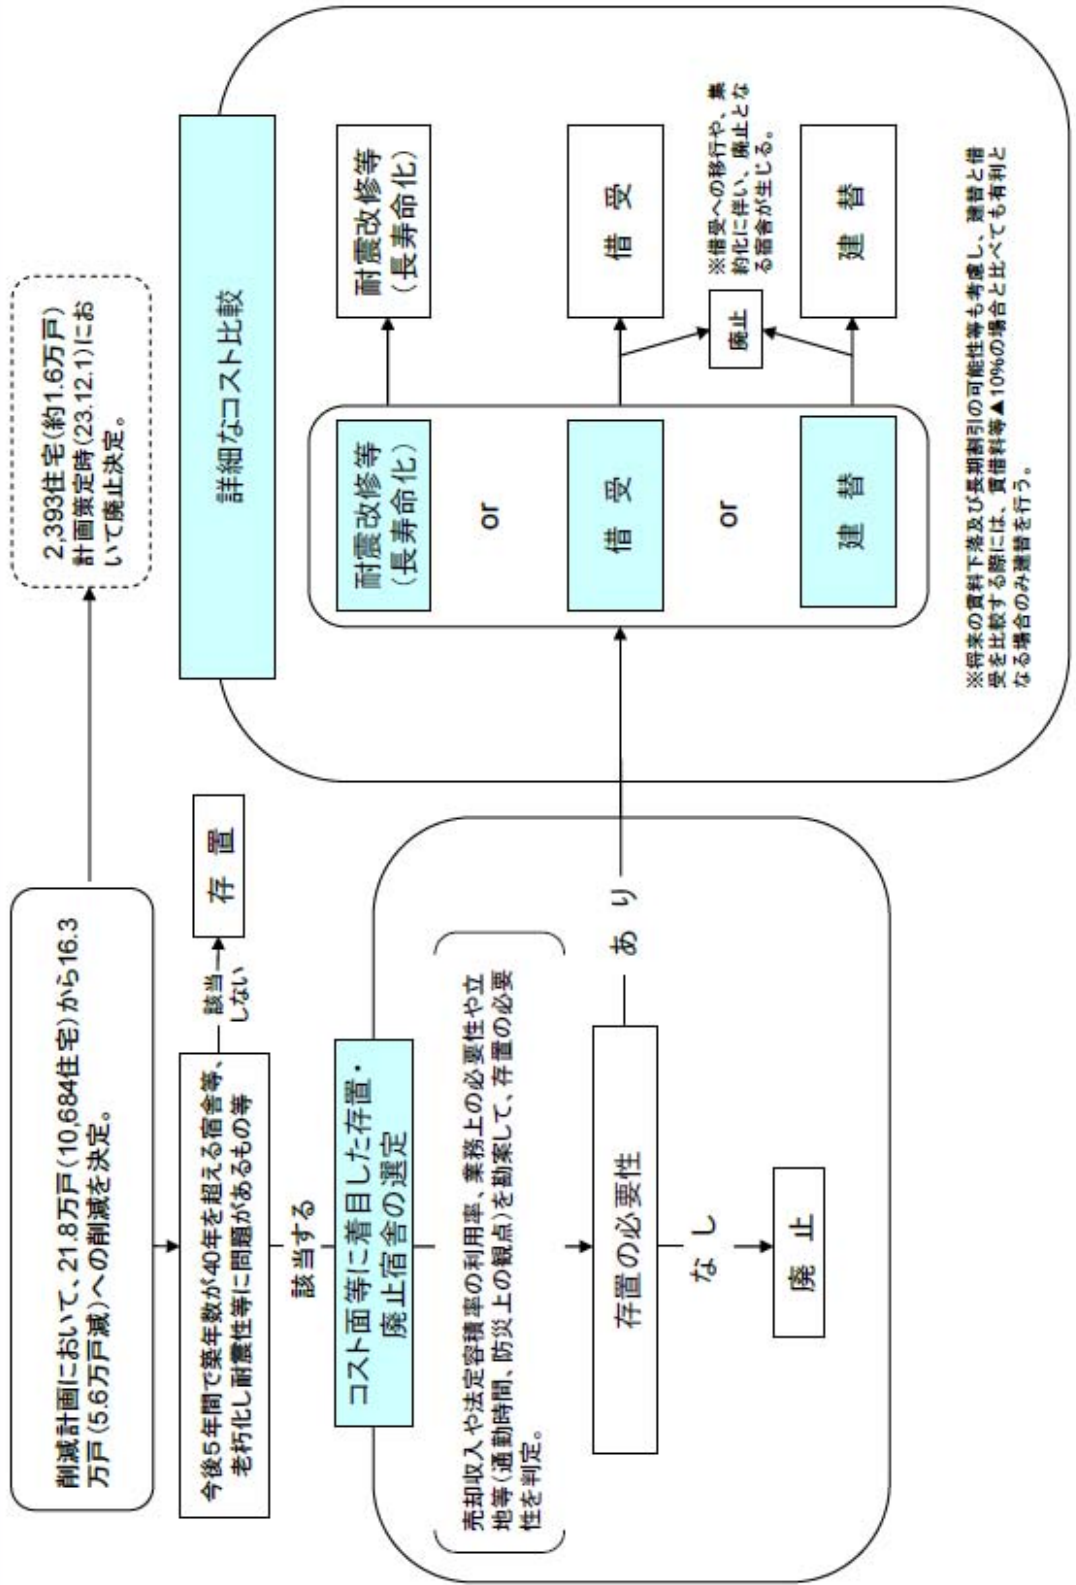 削減計画において、21.8万戸(10,684住宅)から16.3
万戸(5.6万戸減)への削減を決定。
2,393住宅(約1.6万戸)
計画策定時(23.12.1)にお
いて廃止決定。
今後5年間で築年数が40年を超える宿舎等、
老朽化し耐震性等に問題があるもの等
該当
しない
存 置
該当する
コスト面等に着目した存置・
廃止宿舎の選定
売却収入や法定容積率の利用率、業務上の必要性や立
地等(通勤時間、防災上の観点)を勘案して、存置の必要
性を判定。
存置の必要性
あ り
な し
廃 止
詳細なコスト比較
耐震改修等
(長寿命化)
or
借 受
or
建 替
耐震改修等
(長寿命化)
借 受
廃止
※借受への移行や、集
約化に伴い、廃止とな
る宿舎が生じる。
建 替
※将来の賃料下落及び長期割引の可能性等も考慮し、建替と借
受を比較する際には、賃借料等▲10%の場合と比べても有利と
なる場合のみ建替を行う。